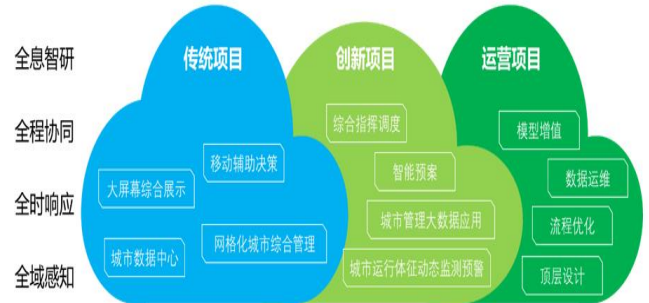 全息智研
全程协同
全时响应
全域感知
传统项目
移动辅助决策
大屏幕综合展示
网格化城市综合管理
城市数据中心
创新项目
综合指挥调度
智能预案
城市管理大数据应用
城市运行体征动态监测预警
运营项目
模型增值
数据运维
流程优化
顶层设计